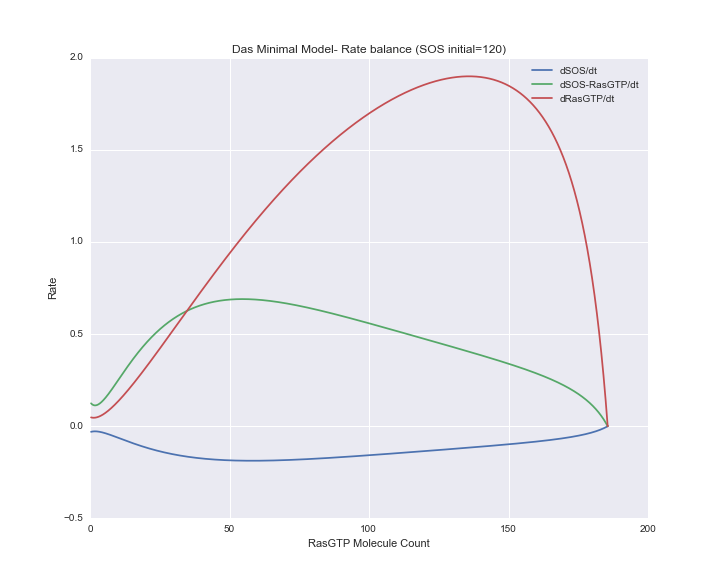 Das Minimal Model- Rate balance (SOS initial=120)
2.0
1.5
1.0
0.5
0.0
−0.5
Rate
dSOS/dt
dSOS-RasGTP/dt
dRasGTP/dt
0
50
100
150
200
RasGTP Molecule Count